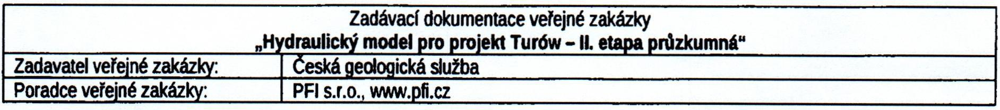 Zadávací dokumentace veřejné zakázky
„Hydraulický model pro projekt Turów – II. etapa průzkumná“
Zadavatel veřejné zakázky: Česká geologická služba
Poradce veřejné zakázky: PFI s.r.o., www.pfi.cz